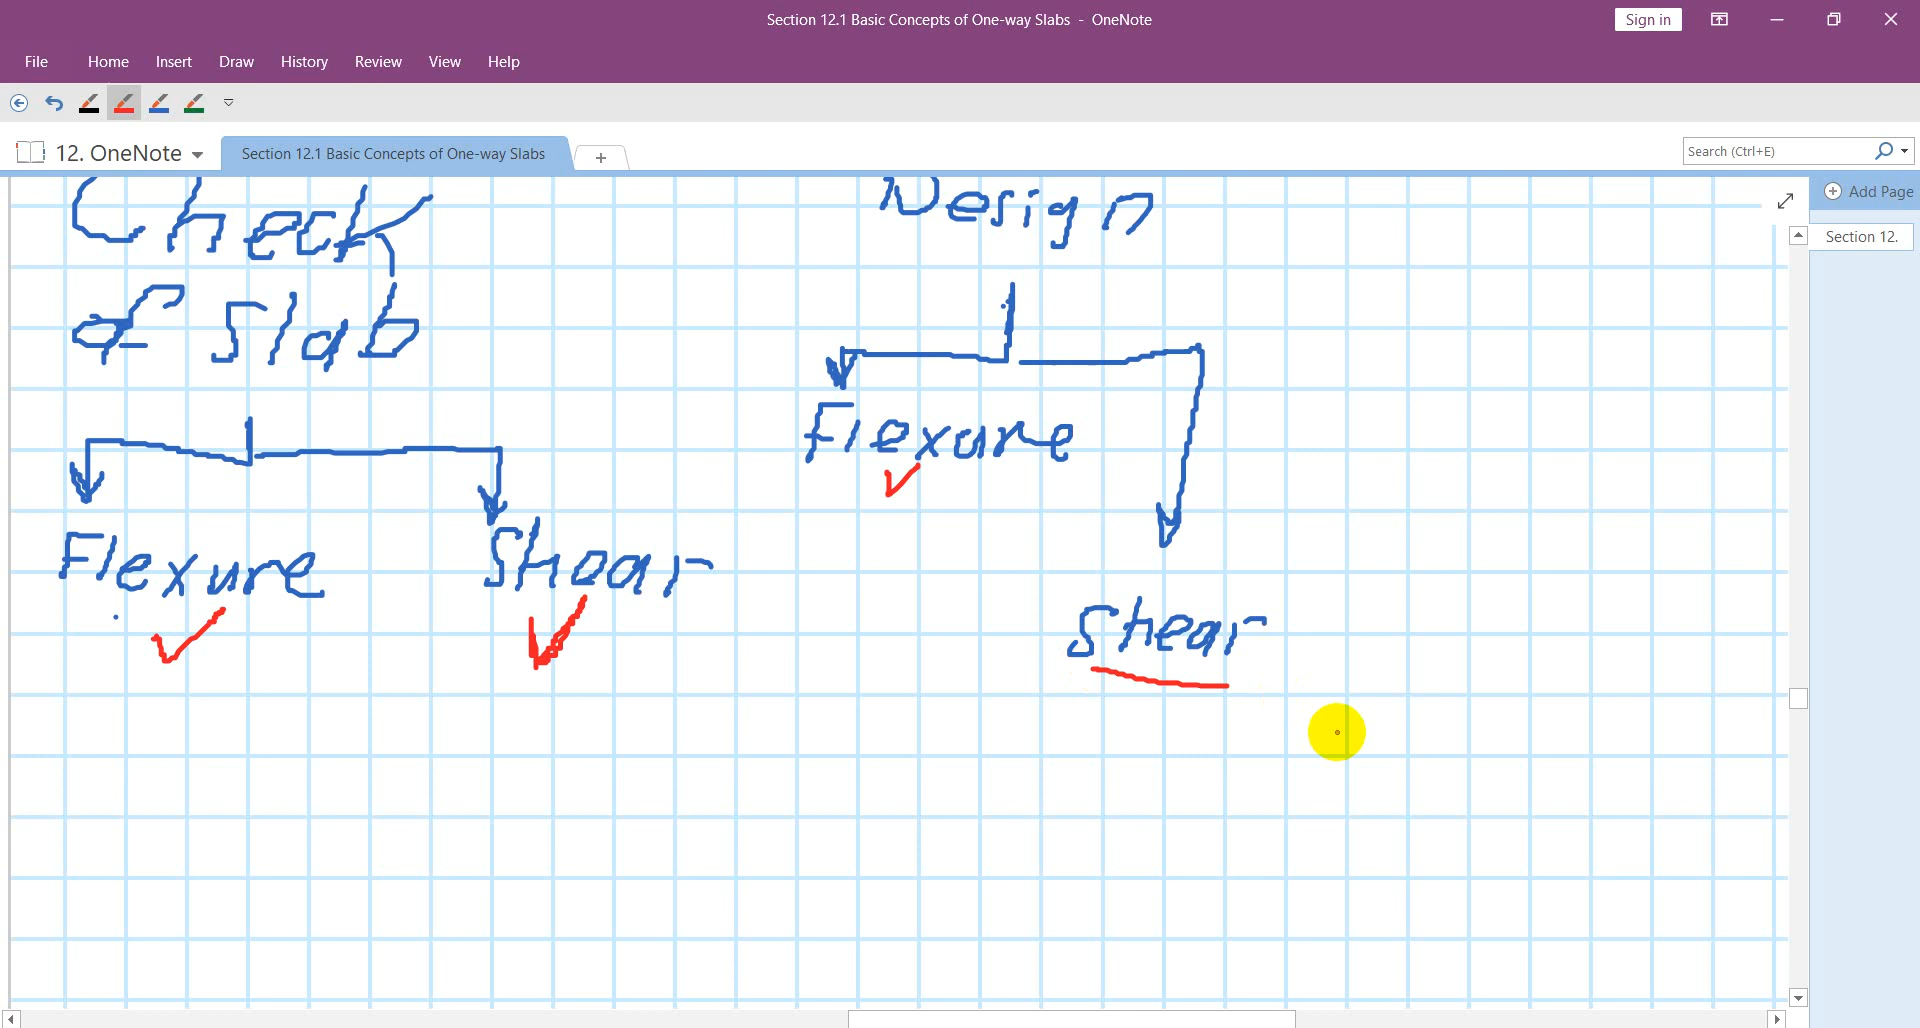 Section 12.1 Basic Concepts of One-way Slabs - OneNote
Sign in
File Home Insert Draw History Review View Help
12. OneNote
Section 12.1 Basic Concepts of One-way Slabs
Search (Ctrl+E)
Add Page
Section 12.
Check
of Slab
Flexure
Shear
Design
Flexure
Shear